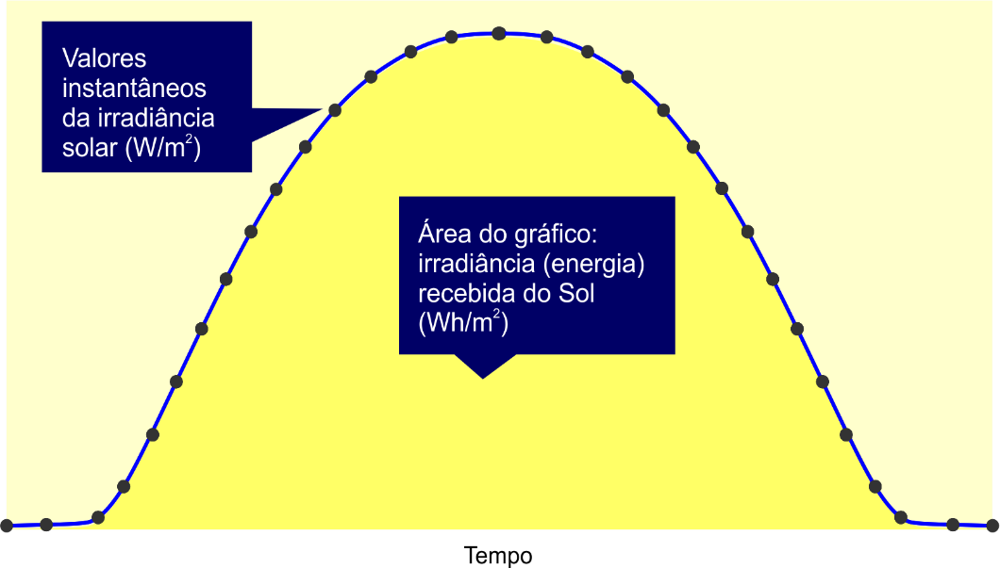 Valores
instantâneos
da irradiância
solar (W/m²)
Área do gráfico:
irradiância (energia)
recebida do Sol
(Wh/m²)
Tempo